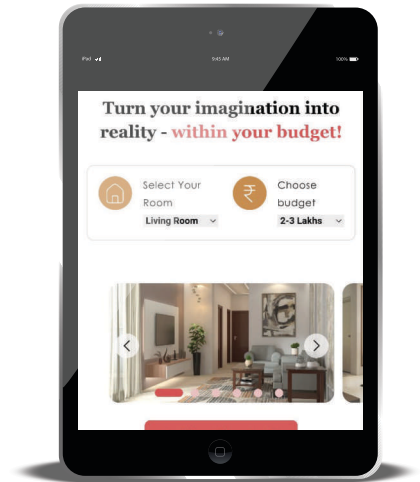 iPad
9:45 AM
100%
Turn your imagination into
reality - within your budget!
Select Your
Room
Living Room
Choose
budget
2-3 Lakhs